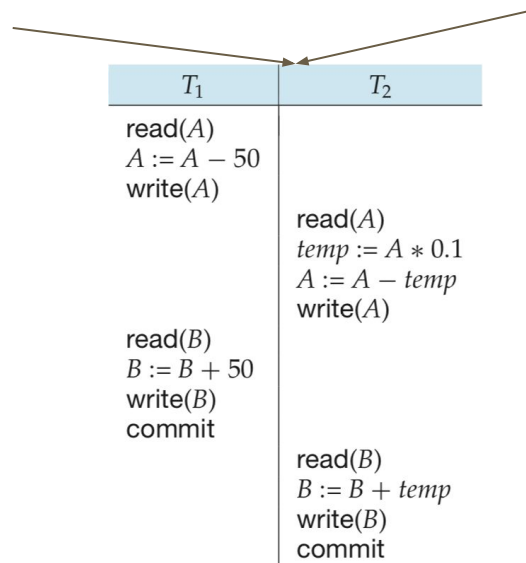 T1 T2
read(A)
A := A − 50
write(A)
read(A)
temp := A ∗ 0.1
A := A − temp
write(A)
read(B)
B := B + 50
write(B)
commit
read(B)
B := B + temp
write(B)
commit